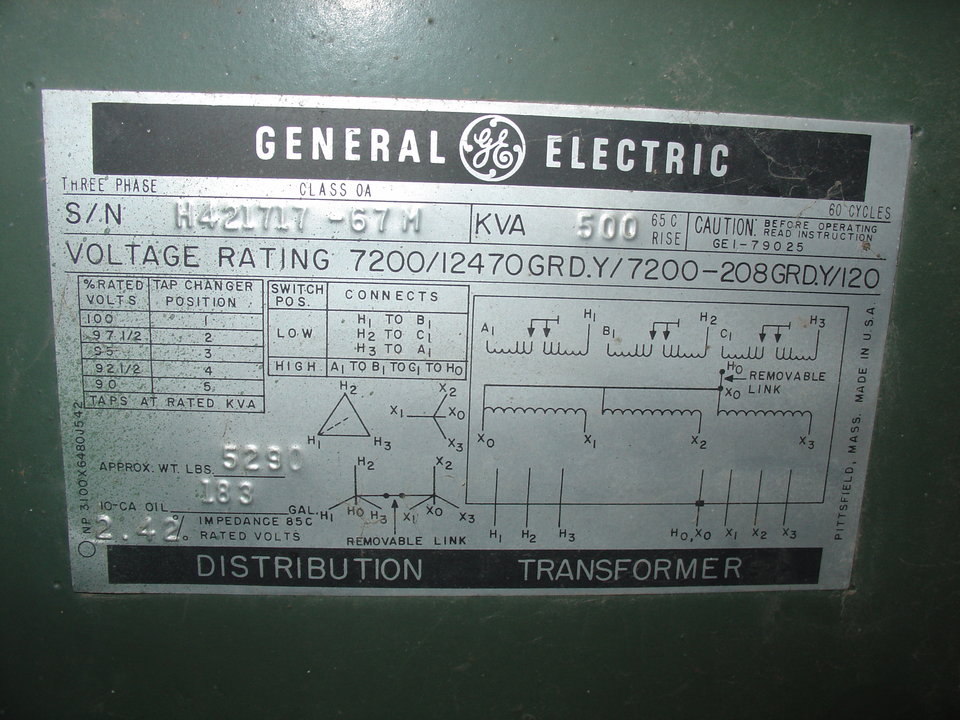 GENERAL GE ELECTRIC
THREE PHASE CLASS OA 60 CYCLES
S/N H421717-67M KVA 500 65 C RISE CAUTION: BEFORE OPERATING READ INSTRUCTION GEI-79025
VOLTAGE RATING 7200/12470GRD.Y/7200-208GRD.Y/120
% RATED VOLTS TAP CHANGER POSITION
100 1
97 1/2 2
95 3
92 1/2 4
90 5
TAPS AT RATED KVA
SWITCH POS. CONNECTS
LOW H1 TO B1
H2 TO C1
H3 TO A1
HIGH A1 TO B1 TO C1 TO H0
H2
H1 H3
X2
X1 X0
X3
A1 H1 B1 H2 C1 H3
H0
REMOVABLE LINK
X0
X0 X1 X2 X3
APPROX. WT. LBS. 5290
10-CA OIL 183 GAL.
2.42 % IMPEDANCE 85C RATED VOLTS
H2 X2
H1 H0 H3 X1 X0 X3
REMOVABLE LINK
H1 H2 H3 H0,X0 X1 X2 X3
NP 3100X6480J542
PITTSFIELD, MASS. MADE IN U.S.A.
DISTRIBUTION TRANSFORMER